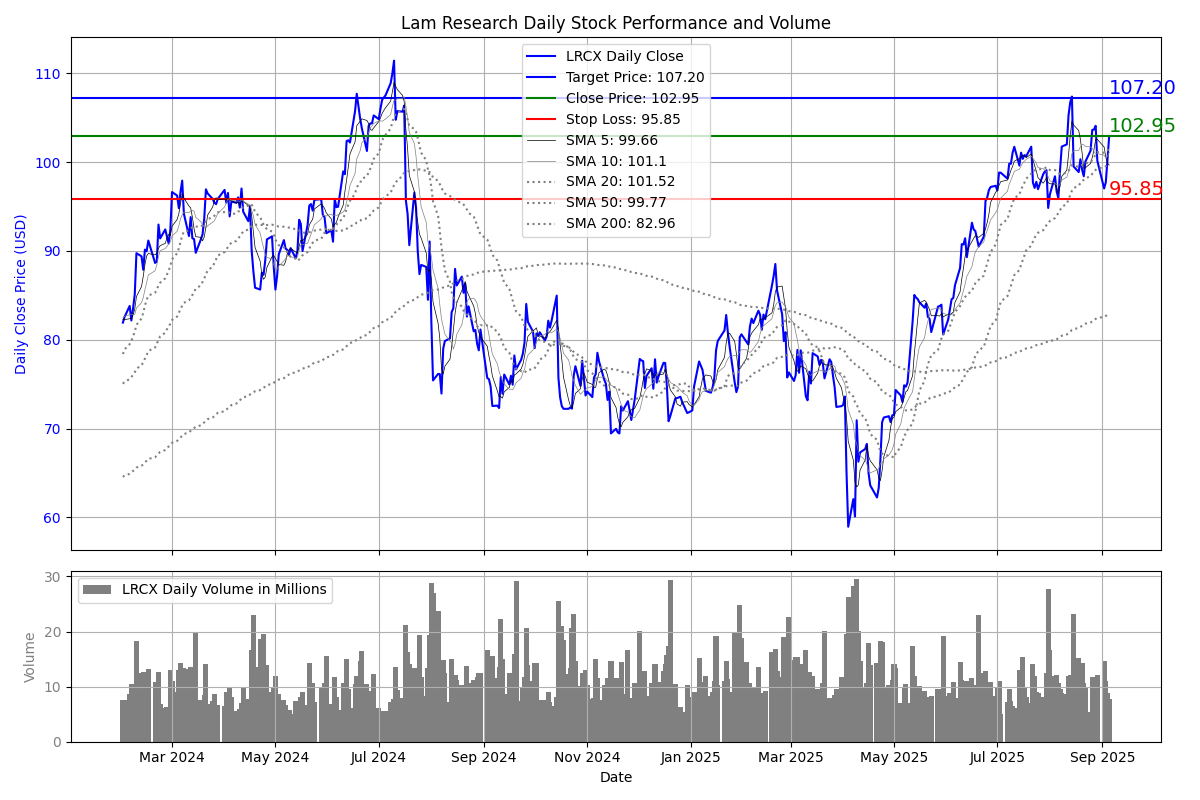 Lam Research Daily Stock Performance and Volume
LRCX Daily Close
Target Price: 107.20
Close Price: 102.95
Stop Loss: 95.85
SMA 5: 99.66
SMA 10: 101.1
SMA 20: 101.52
SMA 50: 99.77
SMA 200: 82.96
107.20
102.95
95.85
Daily Close Price (USD)
110
100
90
80
70
60
LRCX Daily Volume in Millions
Volume
30
20
10
0
Mar 2024
May 2024
Jul 2024
Sep 2024
Nov 2024
Jan 2025
Mar 2025
May 2025
Jul 2025
Sep 2025
Date